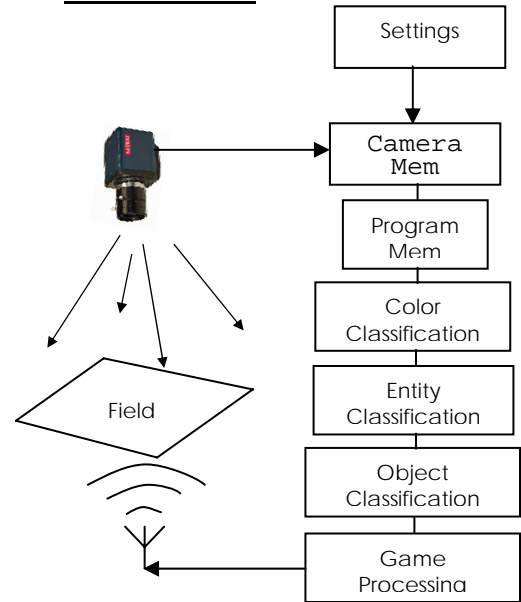 Settings
Camera
Mem
Program
Mem
Color
Classification
Entity
Classification
Field
Object
Classification
Game
Processing